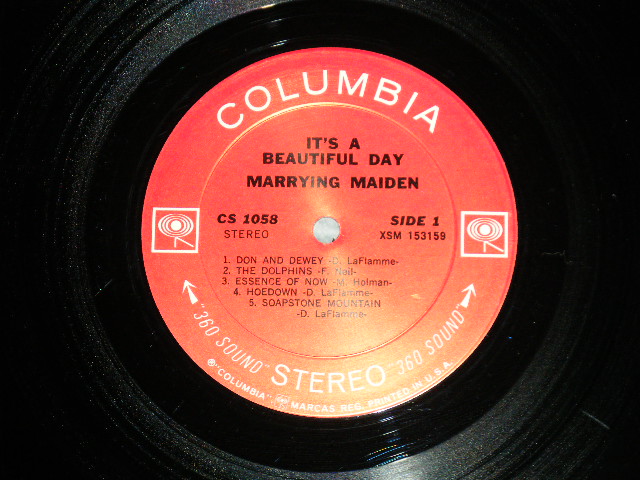 COLUMBIA
IT'S A
BEAUTIFUL DAY
MARRYING MAIDEN
CS 1058
STEREO
SIDE 1
XSM 153159
1. DON AND DEWEY -D. LaFlamme-
2. THE DOLPHINS -F. Neil-
3. ESSENCE OF NOW -M. Holman-
4. HOEDOWN -D. LaFlamme-
5. SOAPSTONE MOUNTAIN
-D. LaFlamme-
"360 SOUND" STEREO "360 SOUND"
® "COLUMBIA", MARCAS REG. PRINTED IN U.S.A.